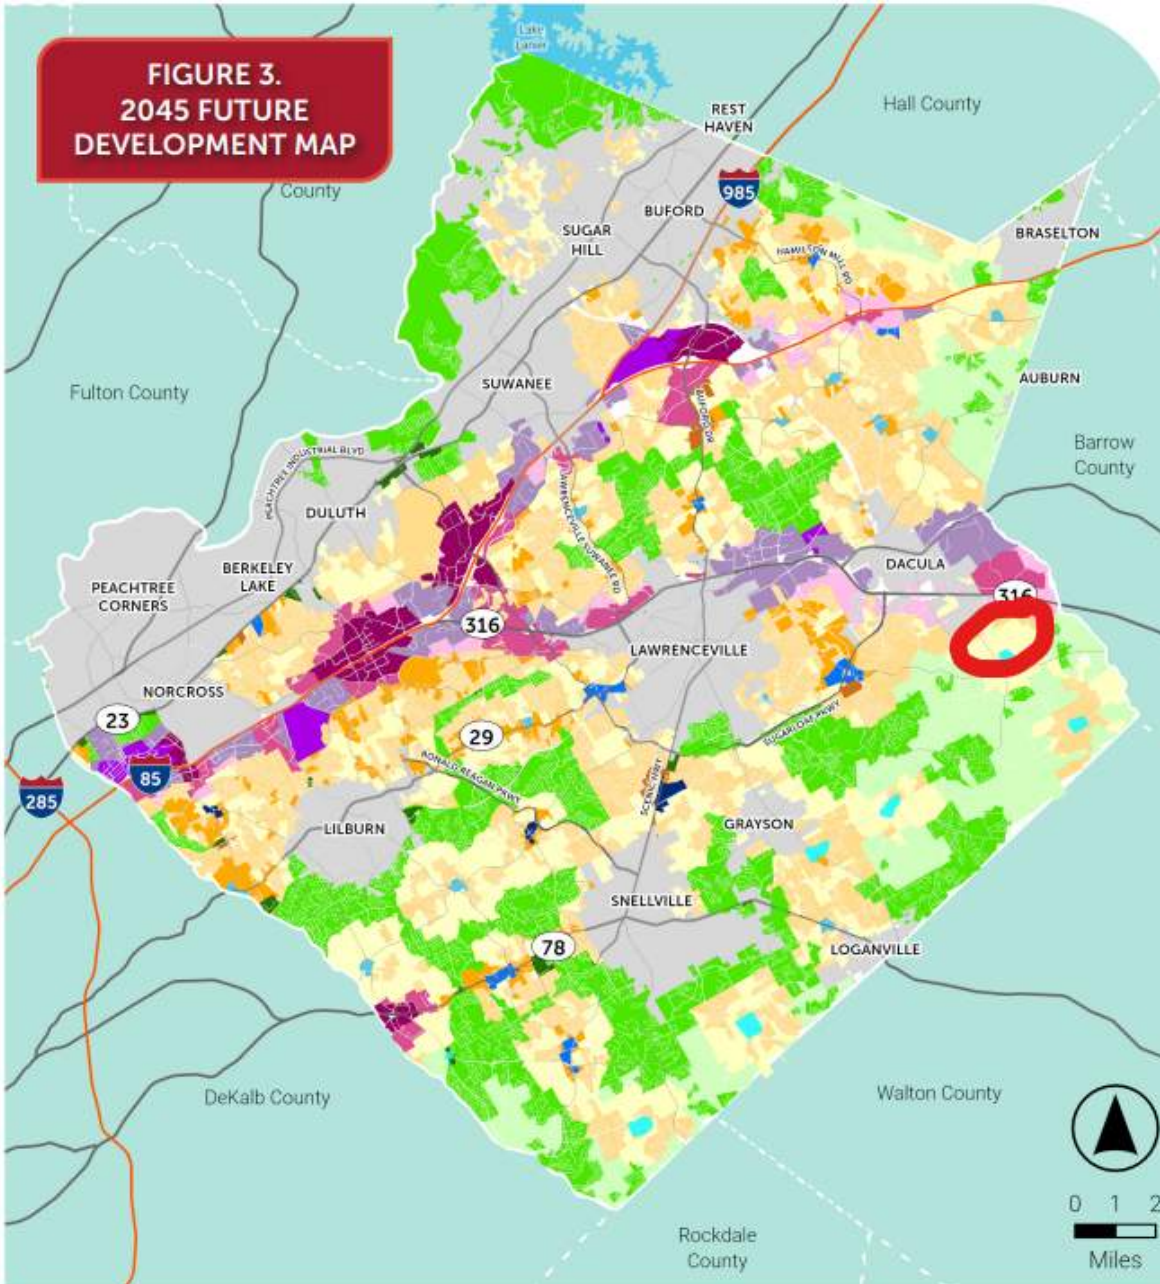 FIGURE 3.
2045 FUTURE
DEVELOPMENT MAP
Lake
Lanier
Hall County
REST
HAVEN
County
985
BUFORD
SUGAR
HILL
BRASELTON
HAMILTON MILL RD
Fulton County
SUWANEE
AUBURN
BUFORD DR
Barrow
County
PEACHTREE INDUSTRIAL BLVD
LAWRENCEVILLE SUWANEE RD
DULUTH
DACULA
BERKELEY
LAKE
PEACHTREE
CORNERS
316
316
LAWRENCEVILLE
NORCROSS
23
29
SUGARLOAF PKWY
RONALD REAGAN PKWY
85
285
SCENIC HWY
LILBURN
GRAYSON
SNELLVILLE
78
LOGANVILLE
DeKalb County
Walton County
0 1 2
Miles
Rockdale
County